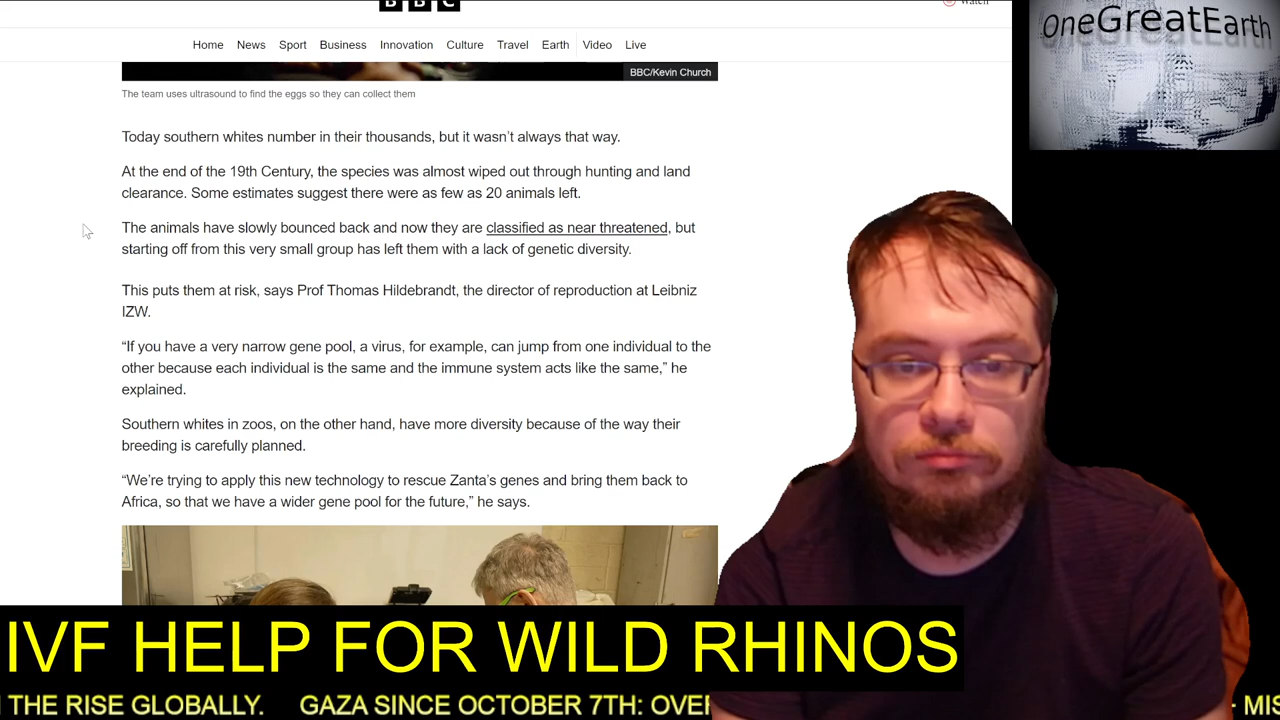 BBC
Watch
OneGreatEarth
Home News Sport Business Innovation Culture Travel Earth Video Live
BBC/Kevin Church
The team uses ultrasound to find the eggs so they can collect them
Today southern whites number in their thousands, but it wasn't always that way.
At the end of the 19th Century, the species was almost wiped out through hunting and land
clearance. Some estimates suggest there were as few as 20 animals left.
The animals have slowly bounced back and now they are classified as near threatened, but
starting off from this very small group has left them with a lack of genetic diversity.
This puts them at risk, says Prof Thomas Hildebrandt, the director of reproduction at Leibniz
IZW.
“If you have a very narrow gene pool, a virus, for example, can jump from one individual to the
other because each individual is the same and the immune system acts like the same,” he
explained.
Southern whites in zoos, on the other hand, have more diversity because of the way their
breeding is carefully planned.
“We’re trying to apply this new technology to rescue Zanta’s genes and bring them back to
Africa, so that we have a wider gene pool for the future,” he says.
IVF HELP FOR WILD RHINOS
THE RISE GLOBALLY. GAZA SINCE OCTOBER 7TH: